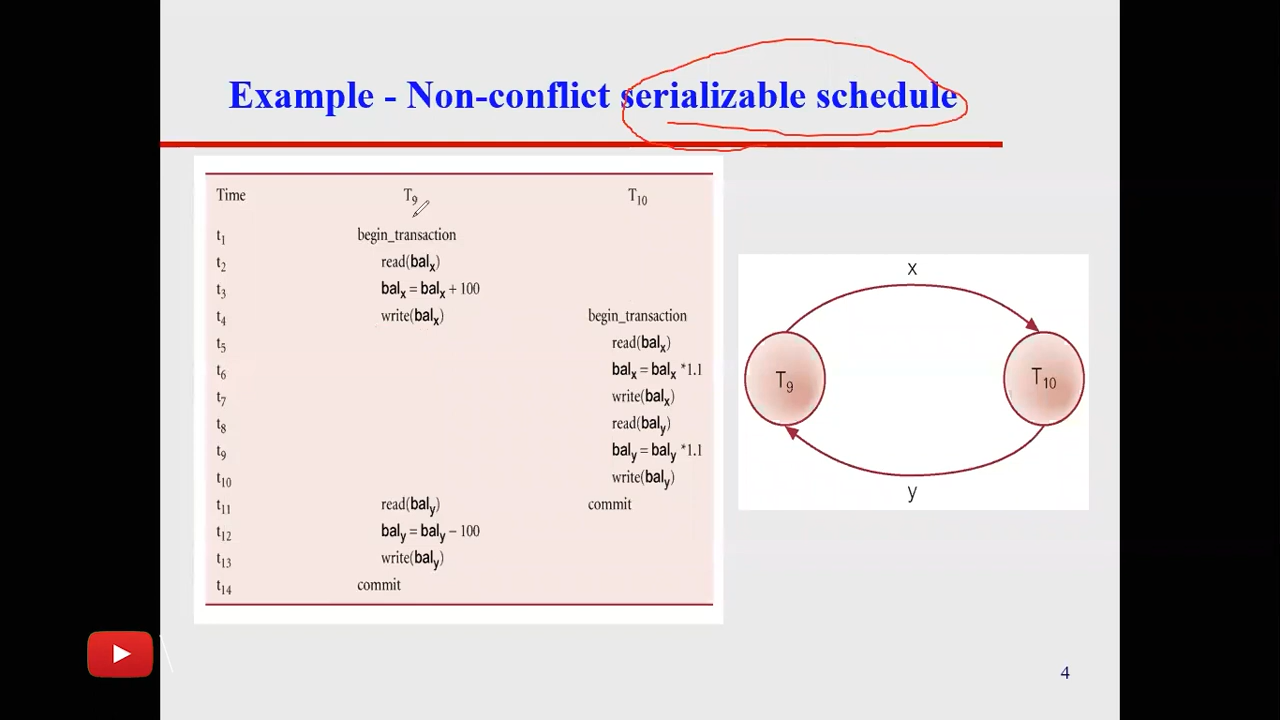 Example - Non-conflict serializable schedule
Time T9 T10
t1 begin_transaction
t2 read(balx)
t3 balx = balx + 100
t4 write(balx) begin_transaction
t5 read(balx)
t6 balx = balx *1.1
t7 write(balx)
t8 read(baly)
t9 baly = baly *1.1
t10 write(baly)
t11 read(baly) commit
t12 baly = baly − 100
t13 write(baly)
t14 commit
x
T9 T10
y
4